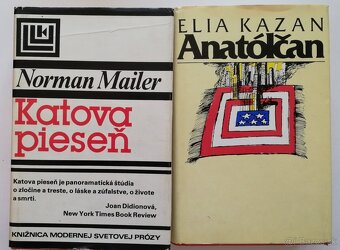 Norman Mailer
Katova
pieseň
Katova pieseň je panoramatická štúdia
o zločine a treste, o láske a zúfalstve, o živote
a smrti.
Joan Didionová,
New York Times Book Review
KNIŽNICA MODERNEJ SVETOVEJ PRÓZY
ELIA KAZAN
Anatólčan